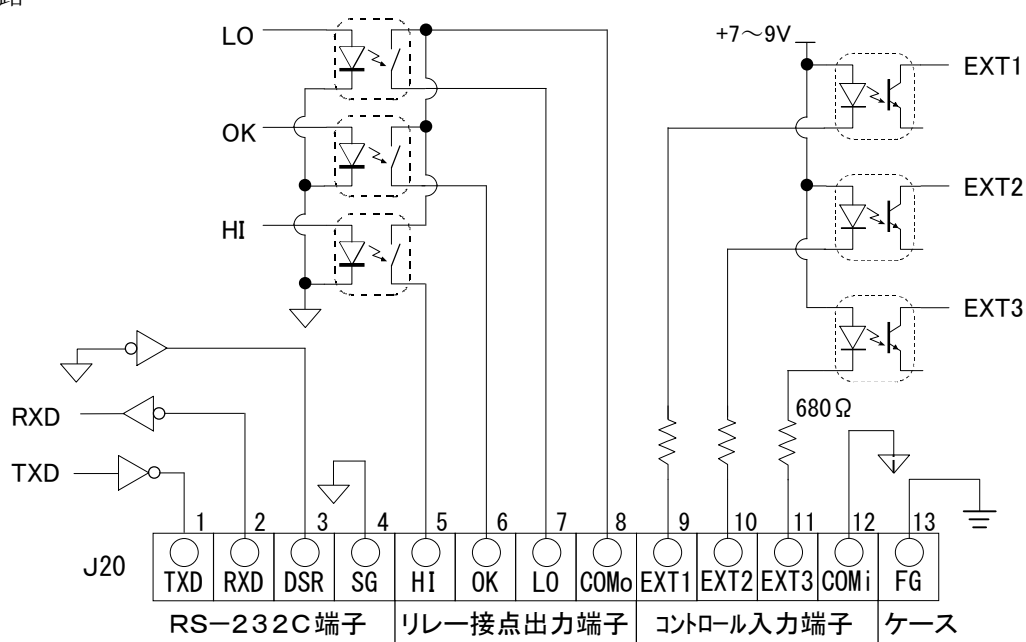 路
LO
+7～9V
EXT1
OK
EXT2
HI
EXT3
680Ω
RXD
TXD
i
1 2 3 4 5 6 7 8 9 10 11 12 13
J20
TXD RXD DSR SG HI OK LO COMo EXT1 EXT2 EXT3 COMi FG
RS－232C端子 リレー接点出力端子 コントロール入力端子 ケース